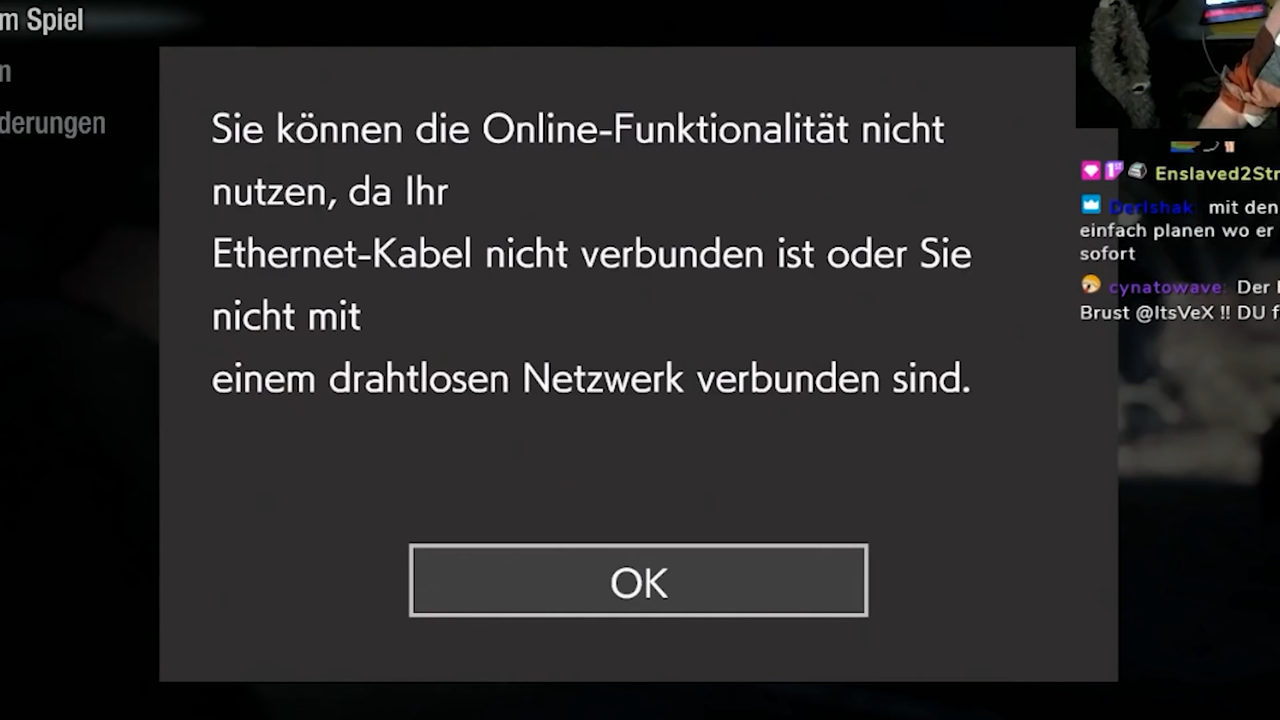 m Spiel
n
derungen
Sie können die Online-Funktionalität nicht
nutzen, da Ihr
Ethernet-Kabel nicht verbunden ist oder Sie
nicht mit
einem drahtlosen Netzwerk verbunden sind.
OK
Enslaved2Str
DerIshak: mit den
einfach planen wo er
sofort
cynatowave: Der
Brust @ItsVeX !! DU f